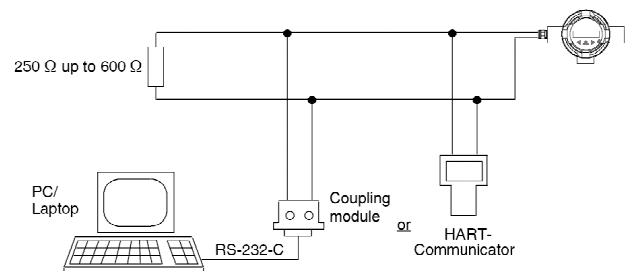 250 Ω up to 600 Ω
PC/
Laptop
RS-232-C
Coupling
module
or
HART-
Communicator